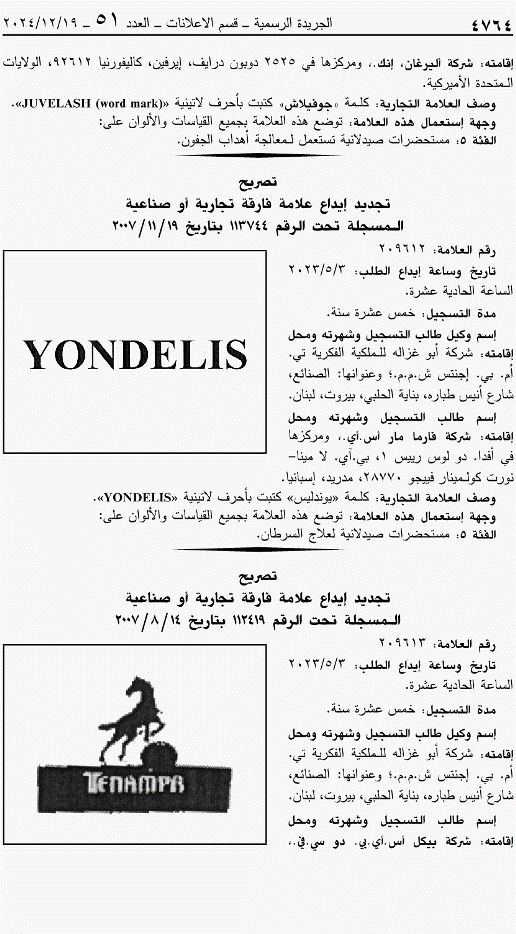 ٤٧٦٤
الجريدة الرسمية ــ قسم الاعلانات ــ العدد ٥١ ــ ٢٠٢٤/١٢/١٩
إقامته: شركة أليرغان، إنك.، ومركزها في ٢٥٢٥ دوبون درايف، إيرفين، كاليفورنيا ٩٢٦١٢، الولايات
المتحدة الأميركية.
وصف العلامة التجارية: كلمة «جوفيلاش» كتبت بأحرف لاتينية «JUVELASH (word mark)».
وجهة إستعمال هذه العلامة: توضع هذه العلامة بجميع القياسات والألوان على:
الفئة ٥: مستحضرات صيدلانية تستعمل لمعالجة أهداب الجفون.
تصريح
تجديد إيداع علامة فارقة تجارية أو صناعية
المسجلة تحت الرقم ١١٣٧٤٤ بتاريخ ٢٠٠٧/١١/١٩
رقم العلامة: ٢٠٩٦١٢
تاريخ وساعة إيداع الطلب: ٢٠٢٣/٥/٣
الساعة الحادية عشرة.
مدة التسجيل: خمس عشرة سنة.
إسم وكيل طالب التسجيل وشهرته ومحل
إقامته: شركة أبو غزاله للملكية الفكرية تي.
أم. بي. إجنتس ش.م.م.؛ وعنوانها: الصنائع،
شارع أنيس طباره، بناية الحلبي، بيروت، لبنان.
إسم طالب التسجيل وشهرته ومحل
إقامته: شركة فارما مار أس.أي.، ومركزها
في أفدا. دو لوس رييس ١، بي.آي. لا مينا–
نورت كولمينار فييجو ٢٨٧٧٠، مدريد، إسبانيا.
YONDELIS
وصف العلامة التجارية: كلمة «يوندليس» كتبت بأحرف لاتينية «YONDELIS».
وجهة إستعمال هذه العلامة: توضع هذه العلامة بجميع القياسات والألوان على:
الفئة ٥: مستحضرات صيدلانية لعلاج السرطان.
تصريح
تجديد إيداع علامة فارقة تجارية أو صناعية
المسجلة تحت الرقم ١١٢٤١٩ بتاريخ ٢٠٠٧/٨/١٤
رقم العلامة: ٢٠٩٦١٣
تاريخ وساعة إيداع الطلب: ٢٠٢٣/٥/٣
الساعة الحادية عشرة.
مدة التسجيل: خمس عشرة سنة.
إسم وكيل طالب التسجيل وشهرته ومحل
إقامته: شركة أبو غزاله للملكية الفكرية تي.
أم. بي. إجنتس ش.م.م.؛ وعنوانها: الصنائع،
شارع أنيس طباره، بناية الحلبي، بيروت، لبنان.
إسم طالب التسجيل وشهرته ومحل
إقامته: شركة بيكل أس.أي.بي. دو سي.في.،
TENAMPA